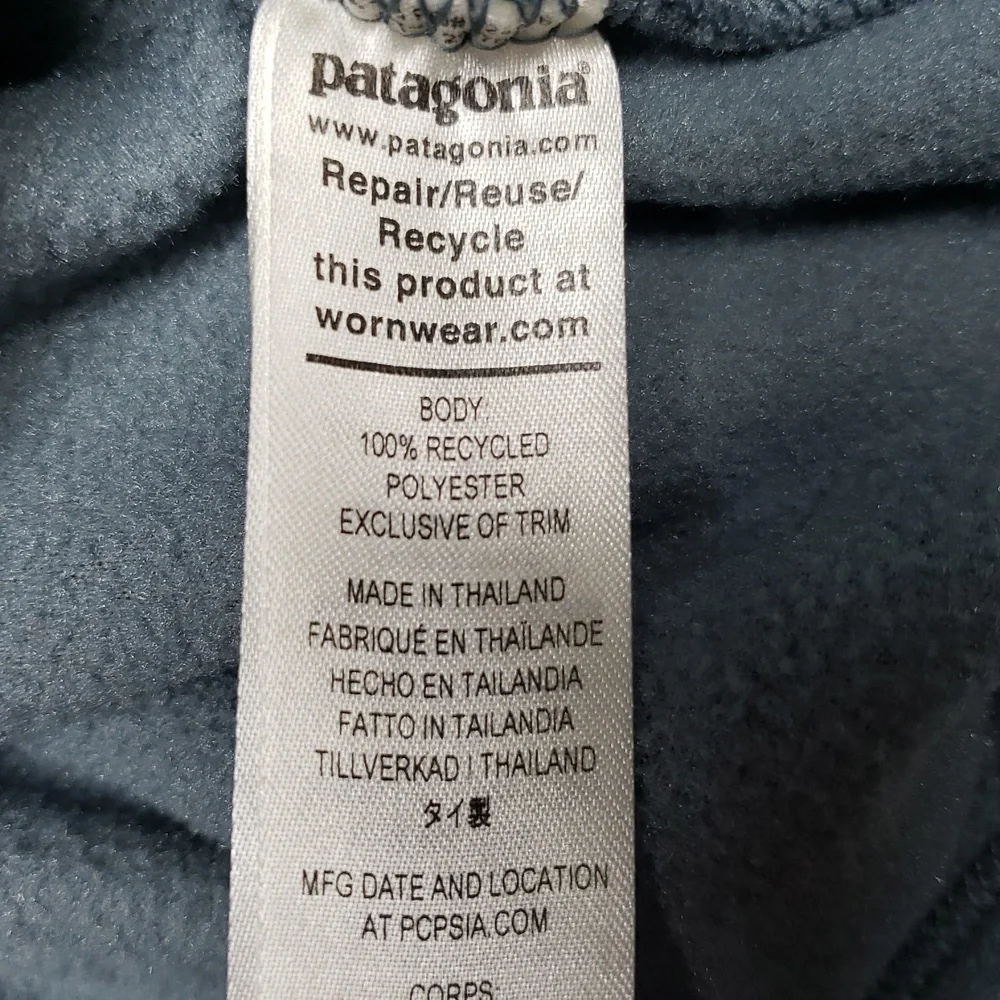 patagonia®
www.patagonia.com
Repair/Reuse/
Recycle
this product at
wornwear.com
BODY:
100% RECYCLED
POLYESTER
EXCLUSIVE OF TRIM
MADE IN THAILAND
FABRIQUÉ EN THAÏLANDE
HECHO EN TAILANDIA
FATTO IN TAILANDIA
TILLVERKAD I THAILAND
タイ製
MFG DATE AND LOCATION
AT PCPSIA.COM
CORPS: